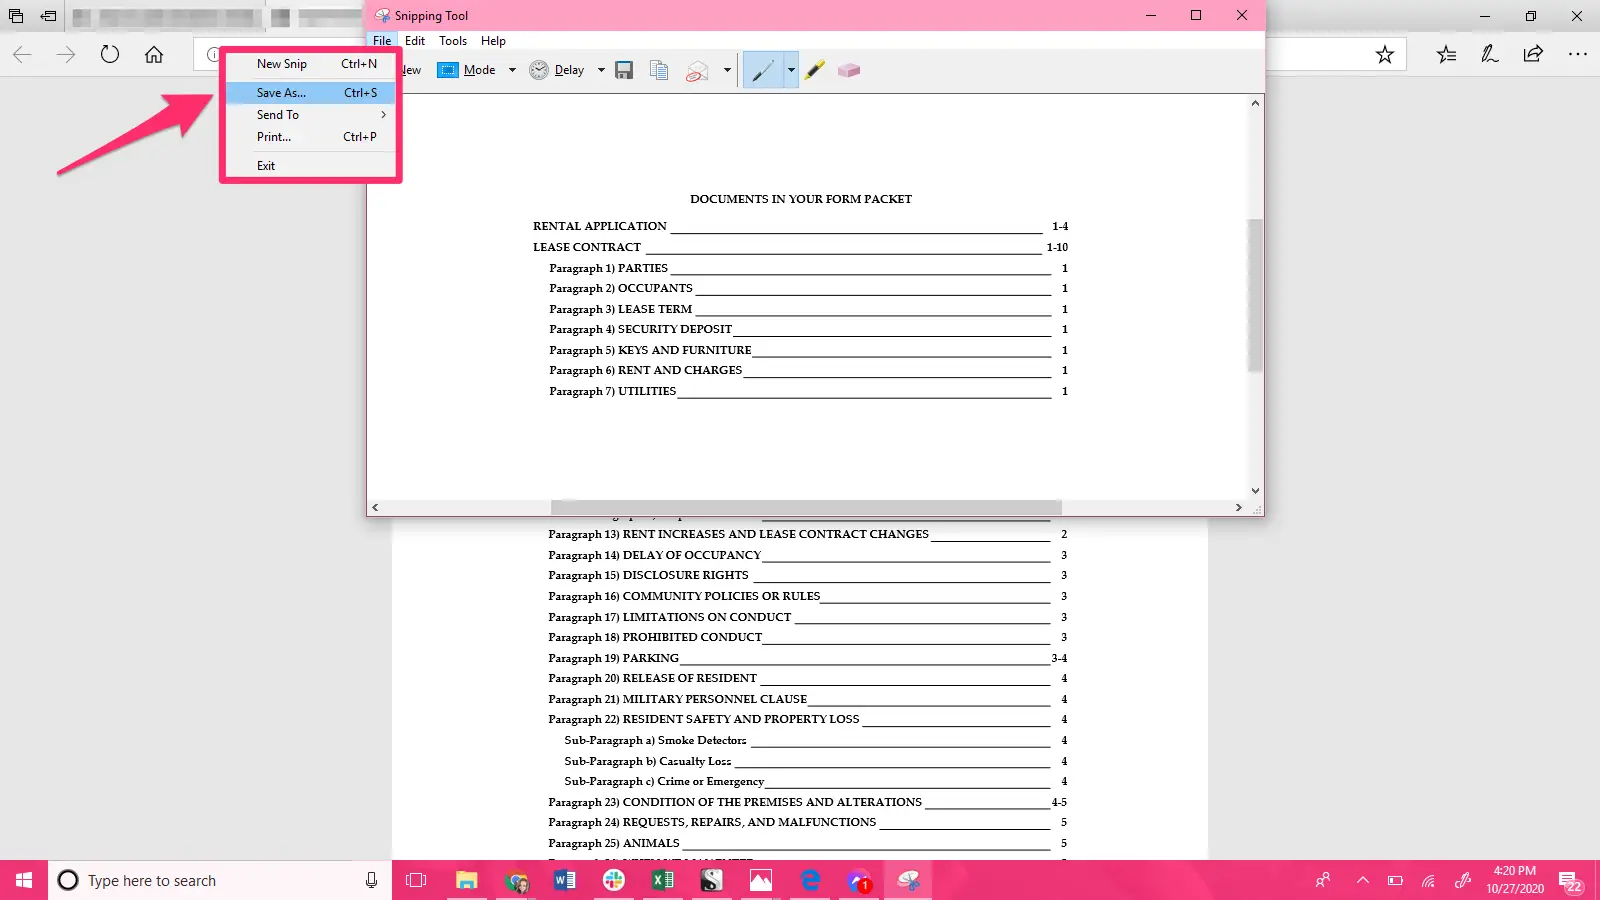 Snipping Tool
File Edit Tools Help
New Snip Ctrl+N
Save As... Ctrl+S
Send To
Print... Ctrl+P
Exit
Mode Delay
DOCUMENTS IN YOUR FORM PACKET
RENTAL APPLICATION 1-4
LEASE CONTRACT 1-10
Paragraph 1) PARTIES 1
Paragraph 2) OCCUPANTS 1
Paragraph 3) LEASE TERM 1
Paragraph 4) SECURITY DEPOSIT 1
Paragraph 5) KEYS AND FURNITURE 1
Paragraph 6) RENT AND CHARGES 1
Paragraph 7) UTILITIES 1
Paragraph 13) RENT INCREASES AND LEASE CONTRACT CHANGES 2
Paragraph 14) DELAY OF OCCUPANCY 3
Paragraph 15) DISCLOSURE RIGHTS 3
Paragraph 16) COMMUNITY POLICIES OR RULES 3
Paragraph 17) LIMITATIONS ON CONDUCT 3
Paragraph 18) PROHIBITED CONDUCT 3
Paragraph 19) PARKING 3-4
Paragraph 20) RELEASE OF RESIDENT 4
Paragraph 21) MILITARY PERSONNEL CLAUSE 4
Paragraph 22) RESIDENT SAFETY AND PROPERTY LOSS 4
Sub-Paragraph a) Smoke Detectors 4
Sub-Paragraph b) Casualty Loss 4
Sub-Paragraph c) Crime or Emergency 4
Paragraph 23) CONDITION OF THE PREMISES AND ALTERATIONS 4-5
Paragraph 24) REQUESTS, REPAIRS, AND MALFUNCTIONS 5
Paragraph 25) ANIMALS 5
Type here to search
1
4:20 PM
10/27/2020
22